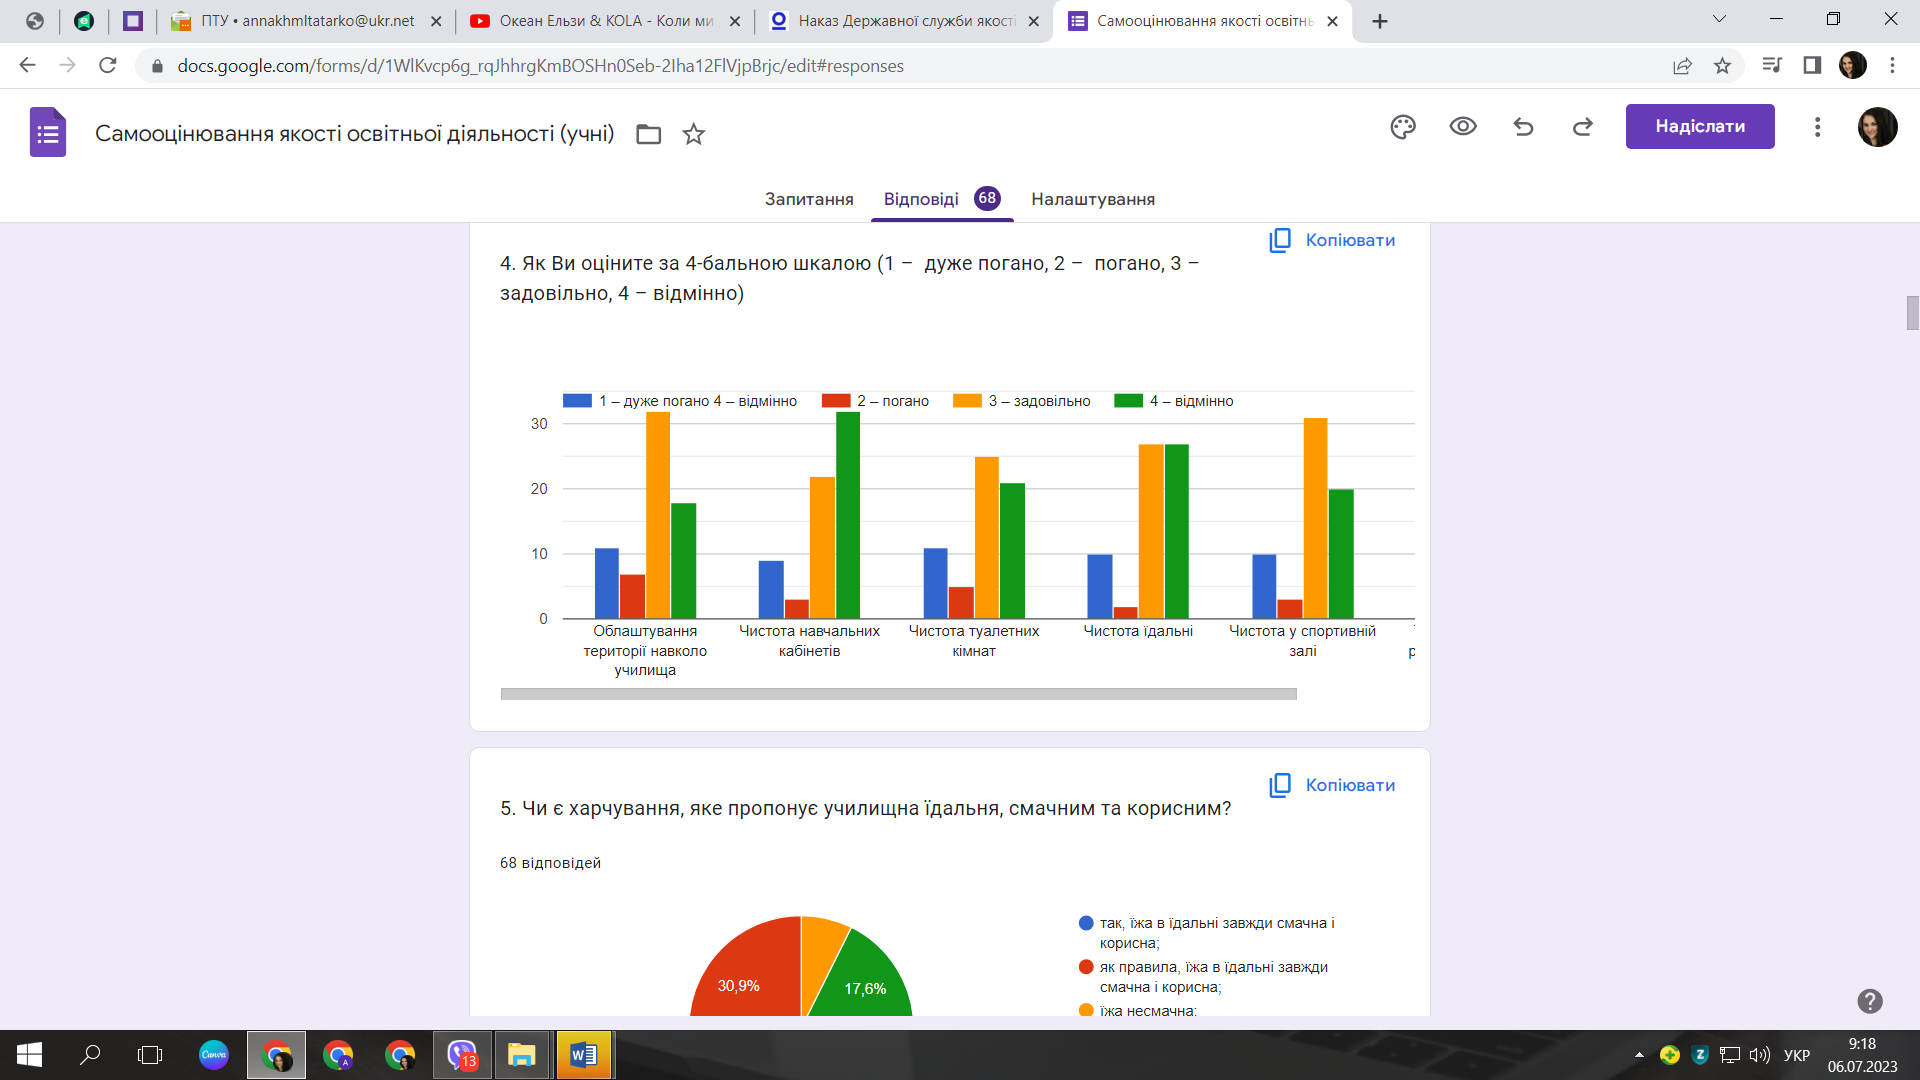 ПТУ • annakhmltatarko@ukr.net
Океан Ельзи & KOLA - Коли ми
Наказ Державної служби якості
Самооцінювання якості освітнь
docs.google.com/forms/d/1WlKvcp6g_rqJhhrgKmBOSHn0Seb-2Iha12FlVjpBrjc/edit#responses
Самооцінювання якості освітньої діяльності (учні)
Надіслати
Запитання
Відповіді 68
Налаштування
Копіювати
4. Як Ви оціните за 4-бальною шкалою (1 – дуже погано, 2 – погано, 3 –
задовільно, 4 – відмінно)
1 – дуже погано 4 – відмінно 2 – погано 3 – задовільно 4 – відмінно
30
20
10
0
Облаштування
території навколо
училища
Чистота навчальних
кабінетів
Чистота туалетних
кімнат
Чистота їдальні
Чистота у спортивній
залі
р
Копіювати
5. Чи є харчування, яке пропонує училищна їдальня, смачним та корисним?
68 відповідей
30,9%
17,6%
так, їжа в їдальні завжди смачна і
корисна;
як правила, їжа в їдальні завжди
смачна і корисна;
їжа несмачна;
Canva
A
13
Z
УКР
9:18
06.07.2023